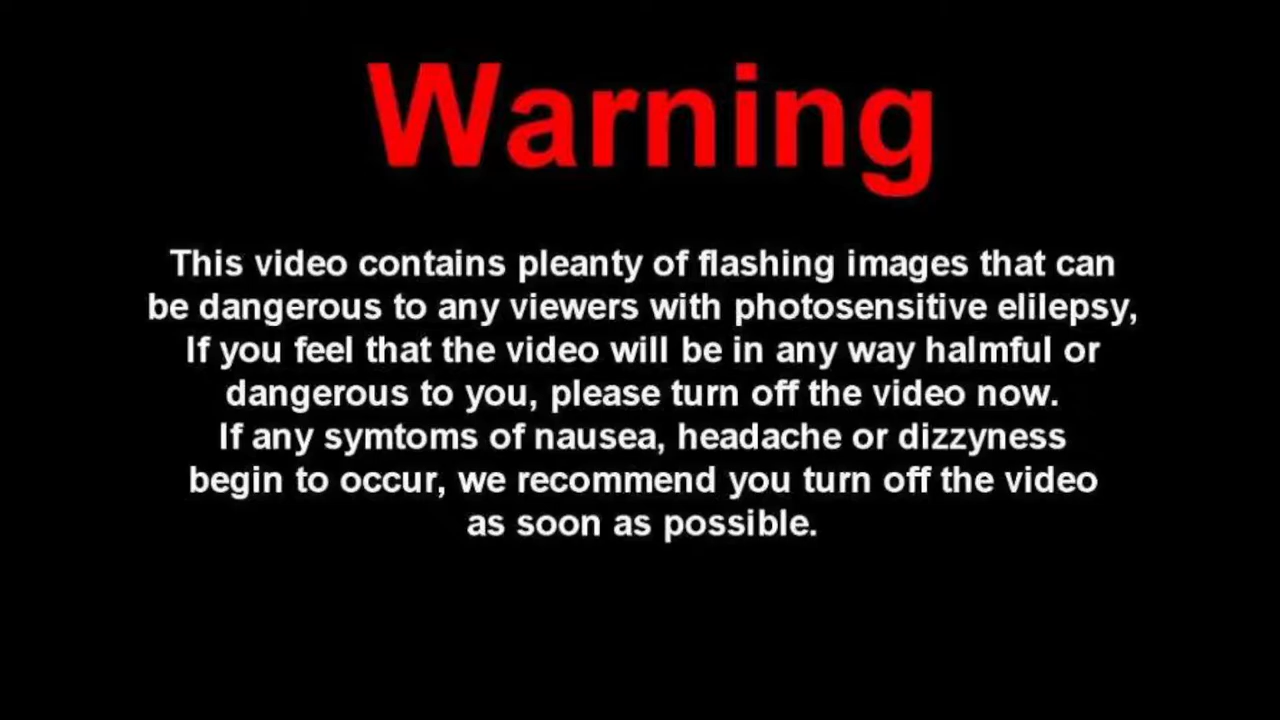 Warning
This video contains pleanty of flashing images that can
be dangerous to any viewers with photosensitive elilepsy,
If you feel that the video will be in any way halmful or
dangerous to you, please turn off the video now.
If any symtoms of nausea, headache or dizzyness
begin to occur, we recommend you turn off the video
as soon as possible.